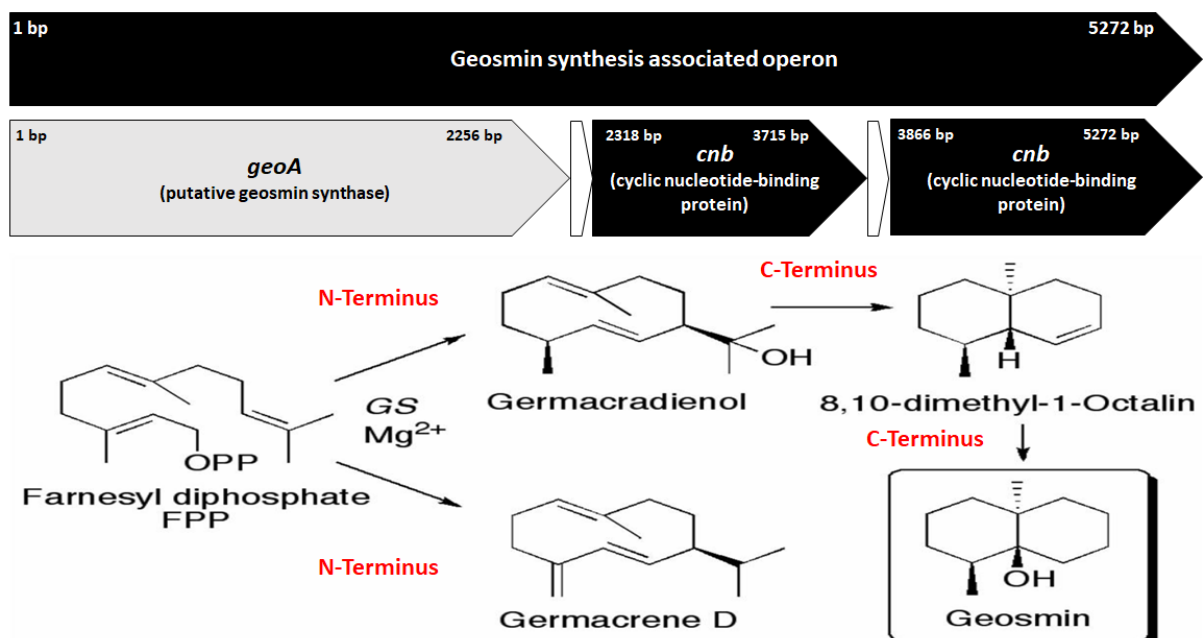 1 bp 5272 bp
Geosmin synthesis associated operon
1 bp 2256 bp 2318 bp 3715 bp 3866 bp 5272 bp
geoA
(putative geosmin synthase)
cnb
(cyclic nucleotide-binding
protein)
cnb
(cyclic nucleotide-binding
protein)
N-Terminus
C-Terminus
OH
H
Germacradienol
8,10-dimethyl-1-Octalin
GS
Mg2+
OPP
C-Terminus
Farnesyl diphosphate
FPP
N-Terminus
Germacrene D
OH
Geosmin